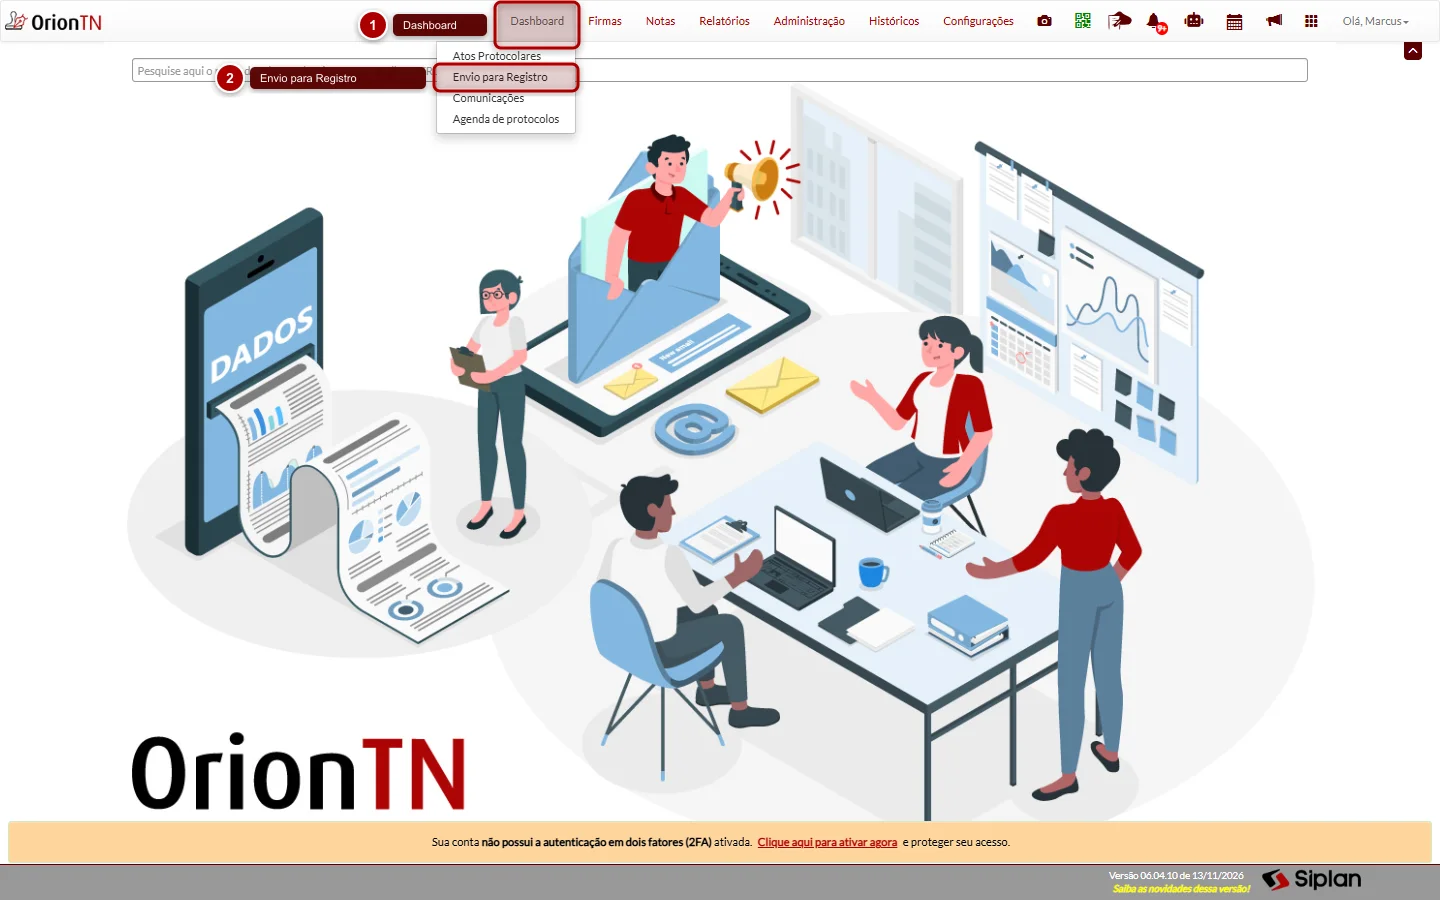 OrionTN
1
Dashboard
Dashboard
Firmas
Notas
Relatórios
Administração
Históricos
Configurações
9+
Olá, Marcus
Atos Protocolares
Pesquise aqui o
2
Envio para Registro
Envio para Registro
Comunicações
Agenda de protocolos
DADOS
New email
@
OrionTN
Sua conta não possui a autenticação em dois fatores (2FA) ativada. Clique aqui para ativar agora e proteger seu acesso.
Versão 06.04.10 de 13/11/2026
Saiba as novidades dessa versão!
Siplan